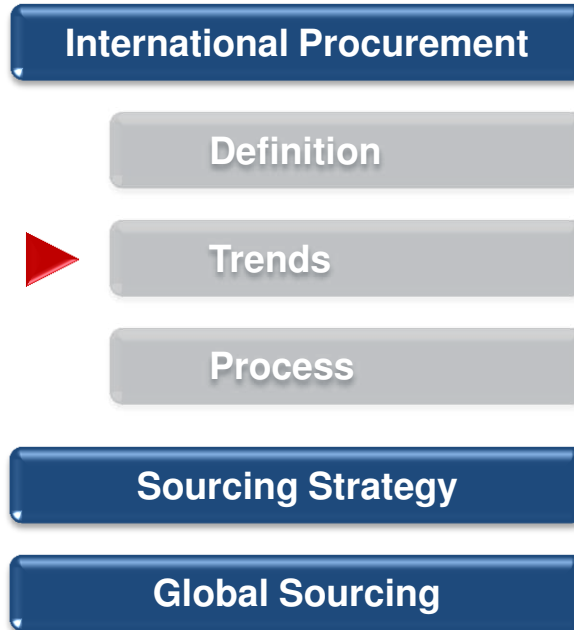 International Procurement
Definition
Trends
Process
Sourcing Strategy
Global Sourcing